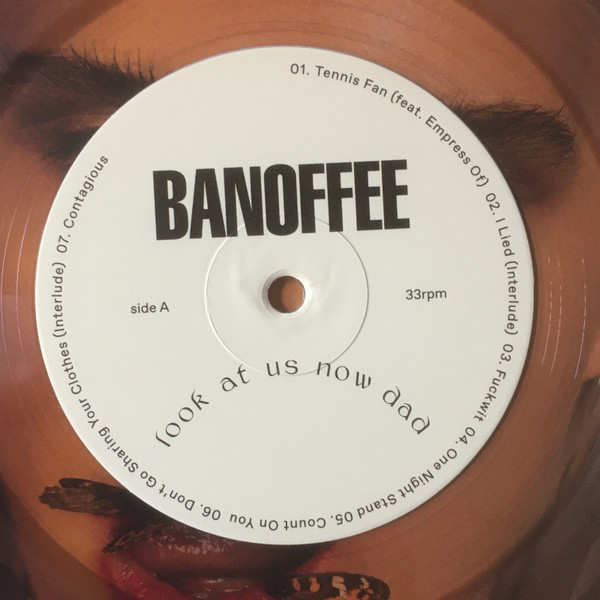 BANOFFEE
side A
33rpm
look at us now dad
01. Tennis Fan (feat. Empress Of) 02. I Lied (Interlude) 03. Fuckwit 04. One Night Stand 05. Count On You 06. Don't Go Sharing Your Clothes (Interlude) 07. Contagious